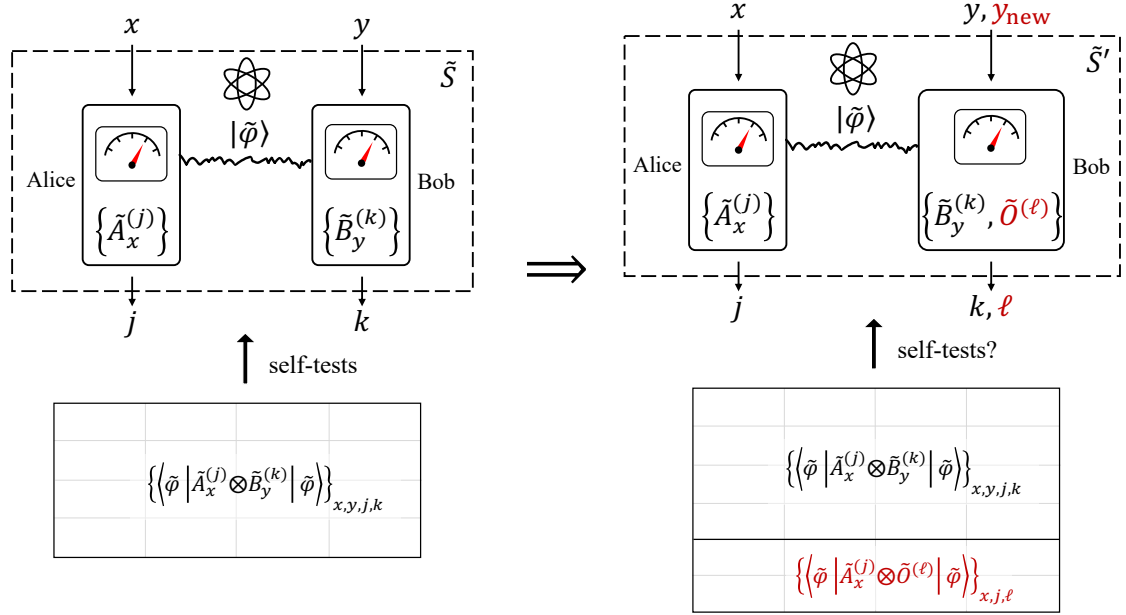 x
y
S̃
|φ̃⟩
Alice
Bob
{Ã_x^{(j)}}
{B̃_y^{(k)}}
j
k
self-tests
{⟨φ̃|Ã_x^{(j)}⊗B̃_y^{(k)}|φ̃⟩}_{x,y,j,k}
⟹
x
y, y_new
S̃′
|φ̃⟩
Alice
Bob
{Ã_x^{(j)}}
{B̃_y^{(k)}, Õ^{(ℓ)}}
j
k, ℓ
self-tests?
{⟨φ̃|Ã_x^{(j)}⊗B̃_y^{(k)}|φ̃⟩}_{x,y,j,k}
{⟨φ̃|Ã_x^{(j)}⊗Õ^{(ℓ)}|φ̃⟩}_{x,j,ℓ}